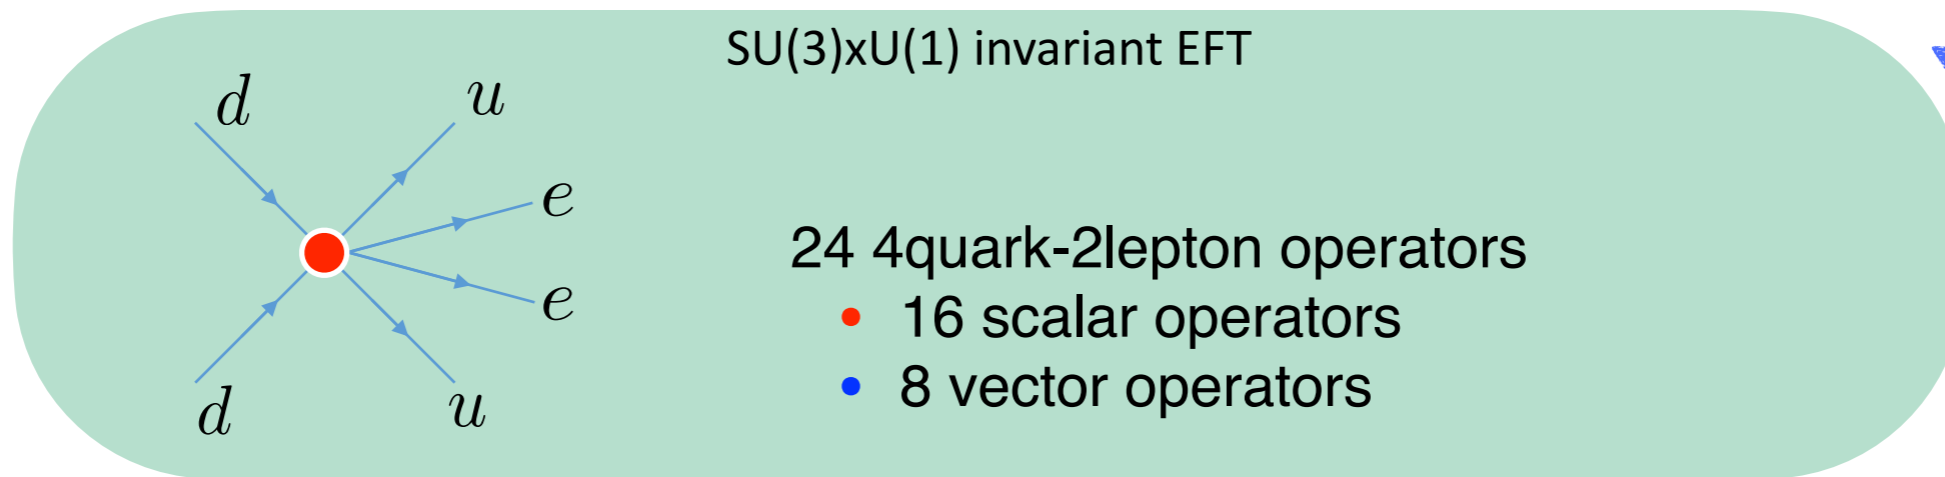 SU(3)xU(1) invariant EFT
d
u
e
e
d
u
24 4quark-2lepton operators
• 16 scalar operators
• 8 vector operators